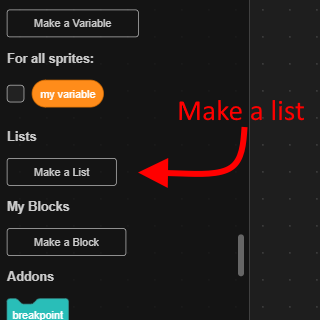 Make a Variable
For all sprites:
my variable
Make a list
Lists
Make a List
My Blocks
Make a Block
Addons
breakpoint